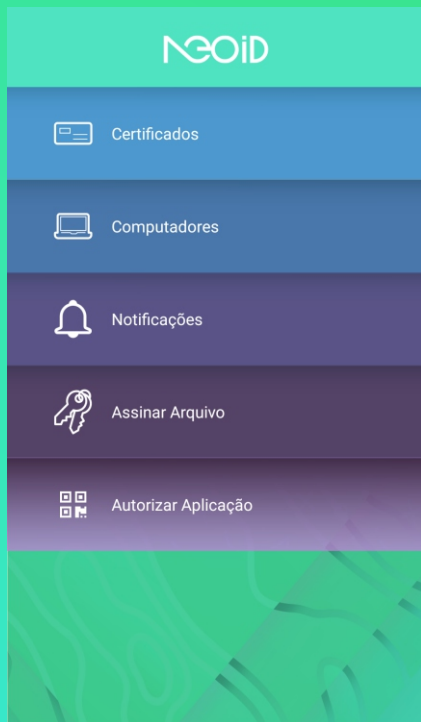 NEOiD
Certificados
Computadores
Notificações
Assinar Arquivo
Autorizar Aplicação